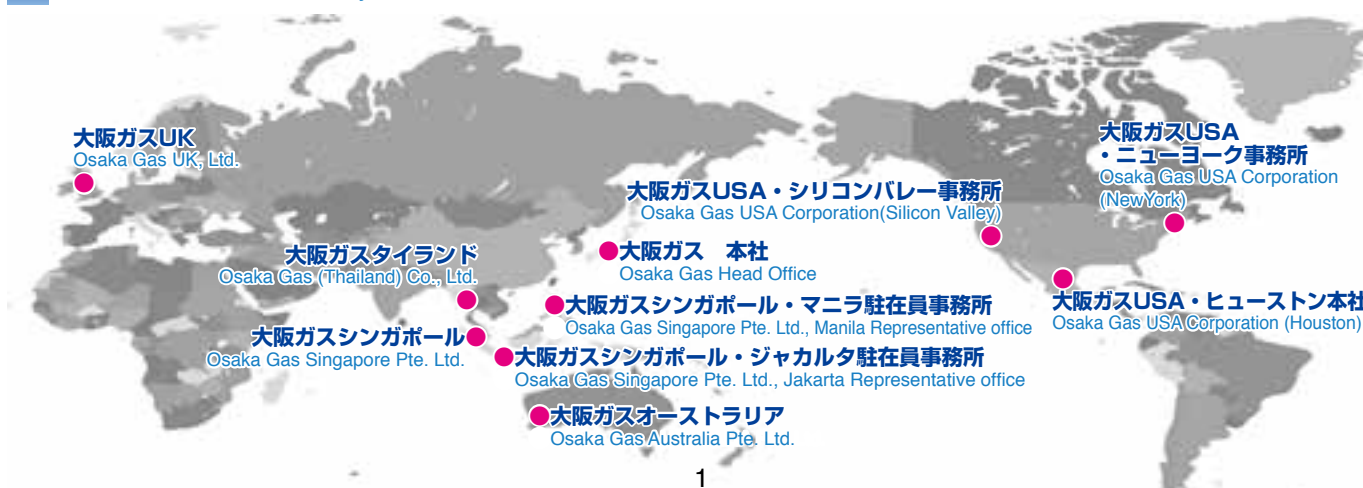 大阪ガスUK
Osaka Gas UK, Ltd.
大阪ガスUSA
・ニューヨーク事務所
Osaka Gas USA Corporation
(NewYork)
大阪ガスUSA・シリコンバレー事務所
Osaka Gas USA Corporation(Silicon Valley)
大阪ガスタイランド
Osaka Gas (Thailand) Co., Ltd.
大阪ガス　本社
Osaka Gas Head Office
大阪ガスシンガポール・マニラ駐在員事務所
Osaka Gas Singapore Pte. Ltd., Manila Representative office
大阪ガスUSA・ヒューストン本社
Osaka Gas USA Corporation (Houston)
大阪ガスシンガポール
Osaka Gas Singapore Pte. Ltd.
大阪ガスシンガポール・ジャカルタ駐在員事務所
Osaka Gas Singapore Pte. Ltd., Jakarta Representative office
大阪ガスオーストラリア
Osaka Gas Australia Pte. Ltd.
1